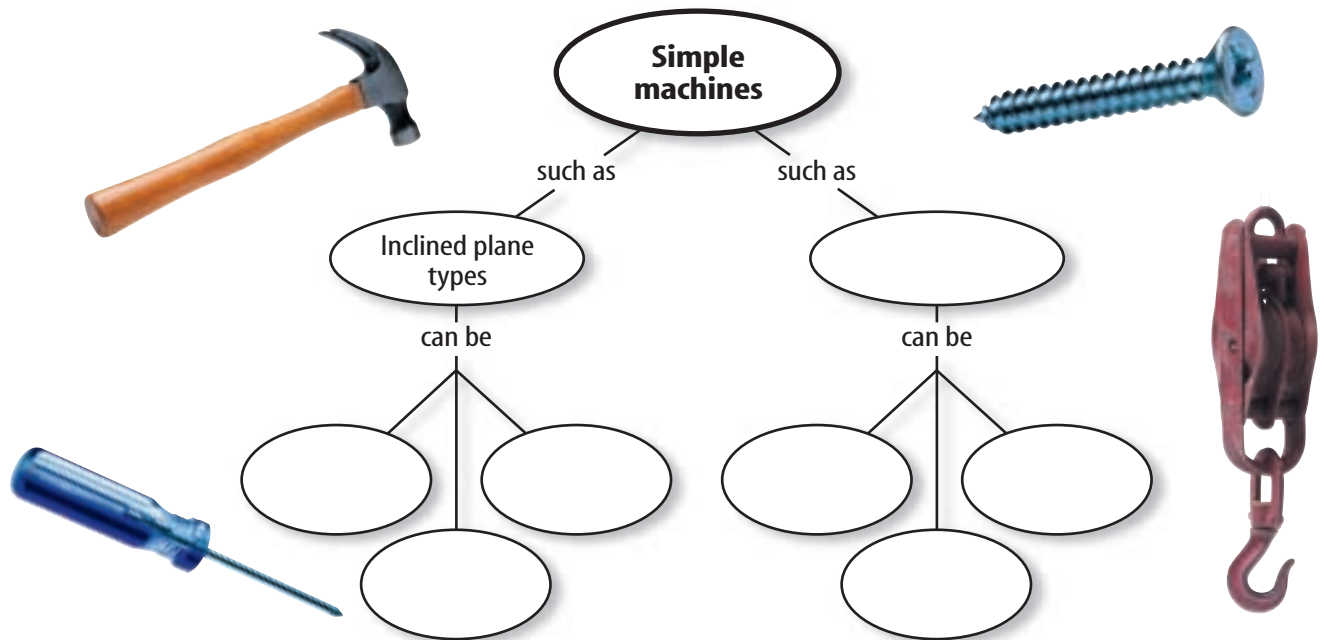 Simple
machines
such as
such as
Inclined plane
types
can be
can be